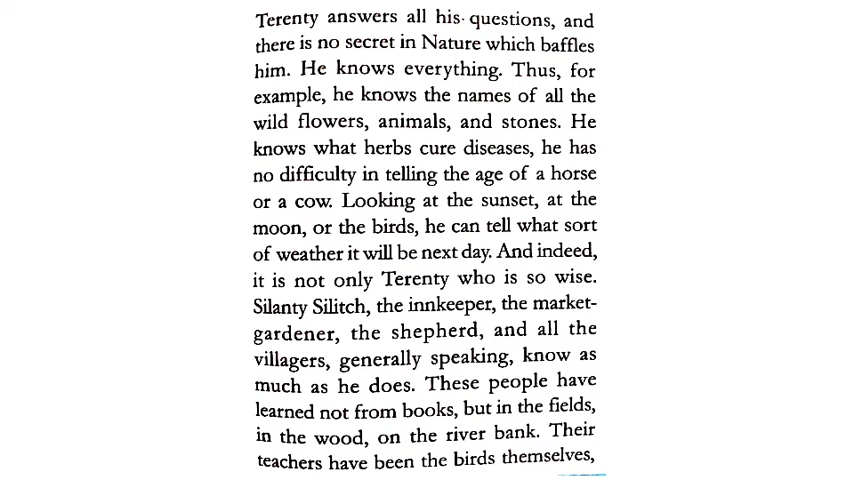 Terenty answers all his questions, and
there is no secret in Nature which baffles
him. He knows everything. Thus, for
example, he knows the names of all the
wild flowers, animals, and stones. He
knows what herbs cure diseases, he has
no difficulty in telling the age of a horse
or a cow. Looking at the sunset, at the
moon, or the birds, he can tell what sort
of weather it will be next day. And indeed,
it is not only Terenty who is so wise.
Silanty Silitch, the innkeeper, the market-
gardener, the shepherd, and all the
villagers, generally speaking, know as
much as he does. These people have
learned not from books, but in the fields,
in the wood, on the river bank. Their
teachers have been the birds themselves,